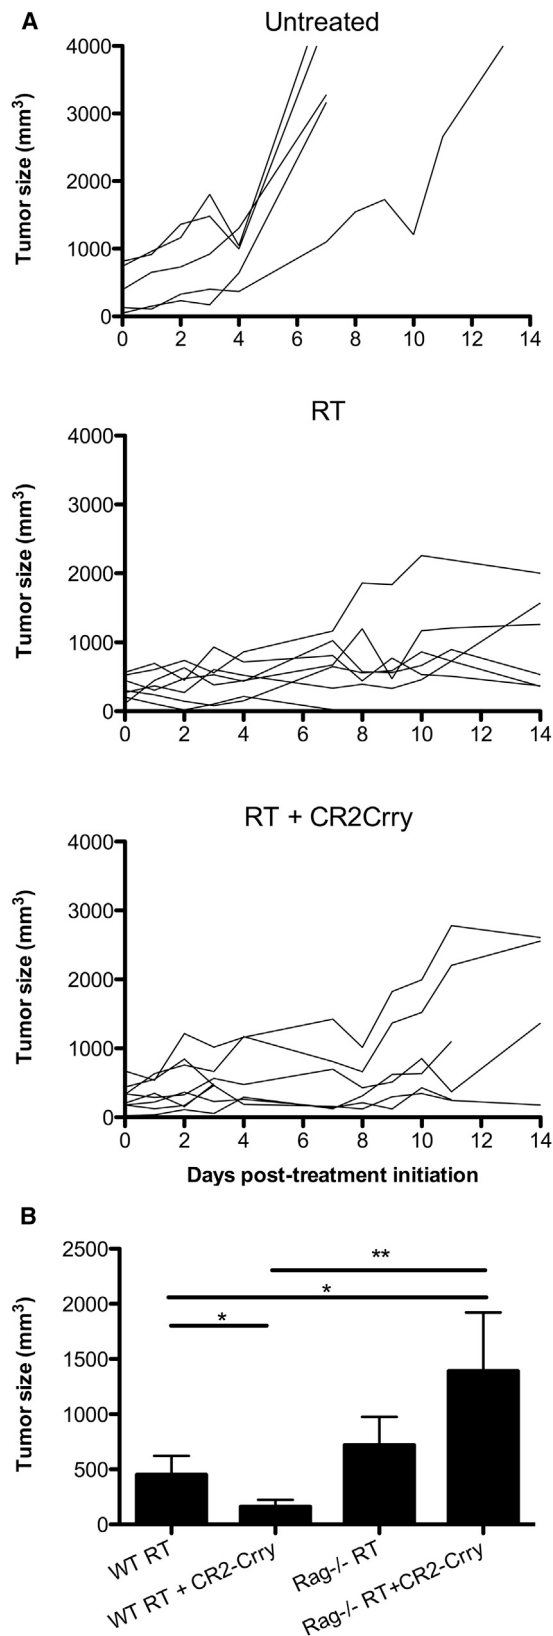 A
Untreated
Tumor size (mm³)
4000
3000
2000
1000
0
0 2 4 6 8 10 12 14
RT
Tumor size (mm³)
4000
3000
2000
1000
0
0 2 4 6 8 10 12 14
RT + CR2Crry
Tumor size (mm³)
4000
3000
2000
1000
0
0 2 4 6 8 10 12 14
Days post-treatment initiation
B
Tumor size (mm³)
2500
2000
1500
1000
500
0
**
*
*
WT RT
WT RT + CR2-Crry
Rag-/- RT
Rag-/- RT+CR2-Crry